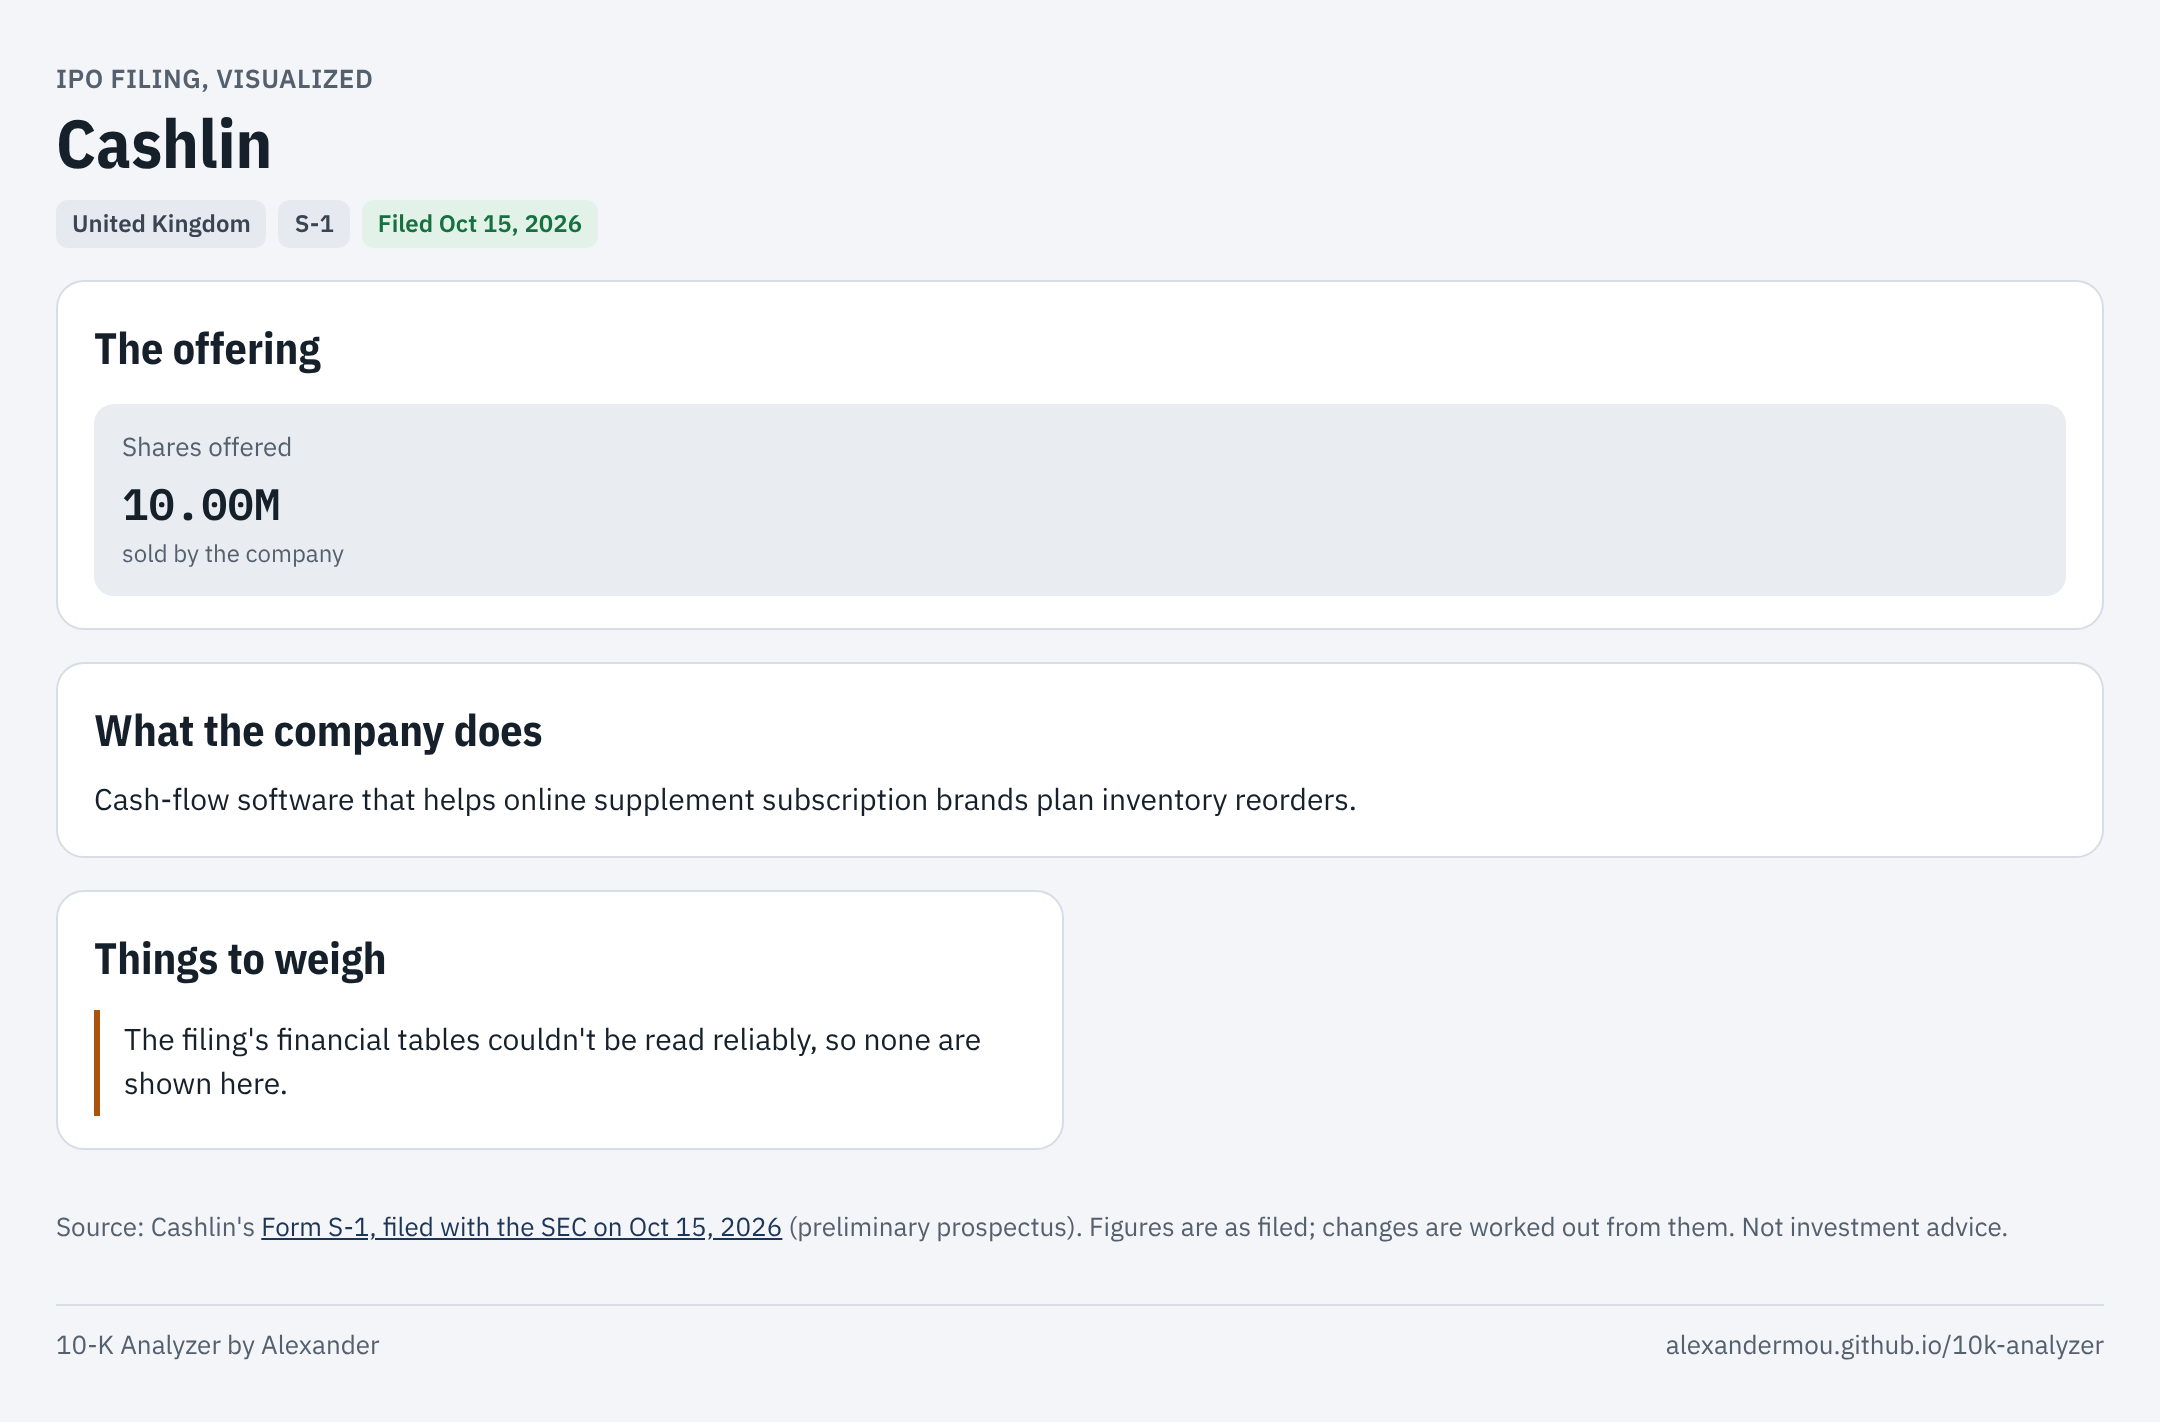 IPO FILING, VISUALIZED
Cashlin
United Kingdom S-1 Filed Oct 15, 2026
The offering
Shares offered
10.00M
sold by the company
What the company does
Cash-flow software that helps online supplement subscription brands plan inventory reorders.
Things to weigh
The filing's financial tables couldn't be read reliably, so none are
shown here.
Source: Cashlin's Form S-1, filed with the SEC on Oct 15, 2026 (preliminary prospectus). Figures are as filed; changes are worked out from them. Not investment advice.
10-K Analyzer by Alexander alexandermou.github.io/10k-analyzer